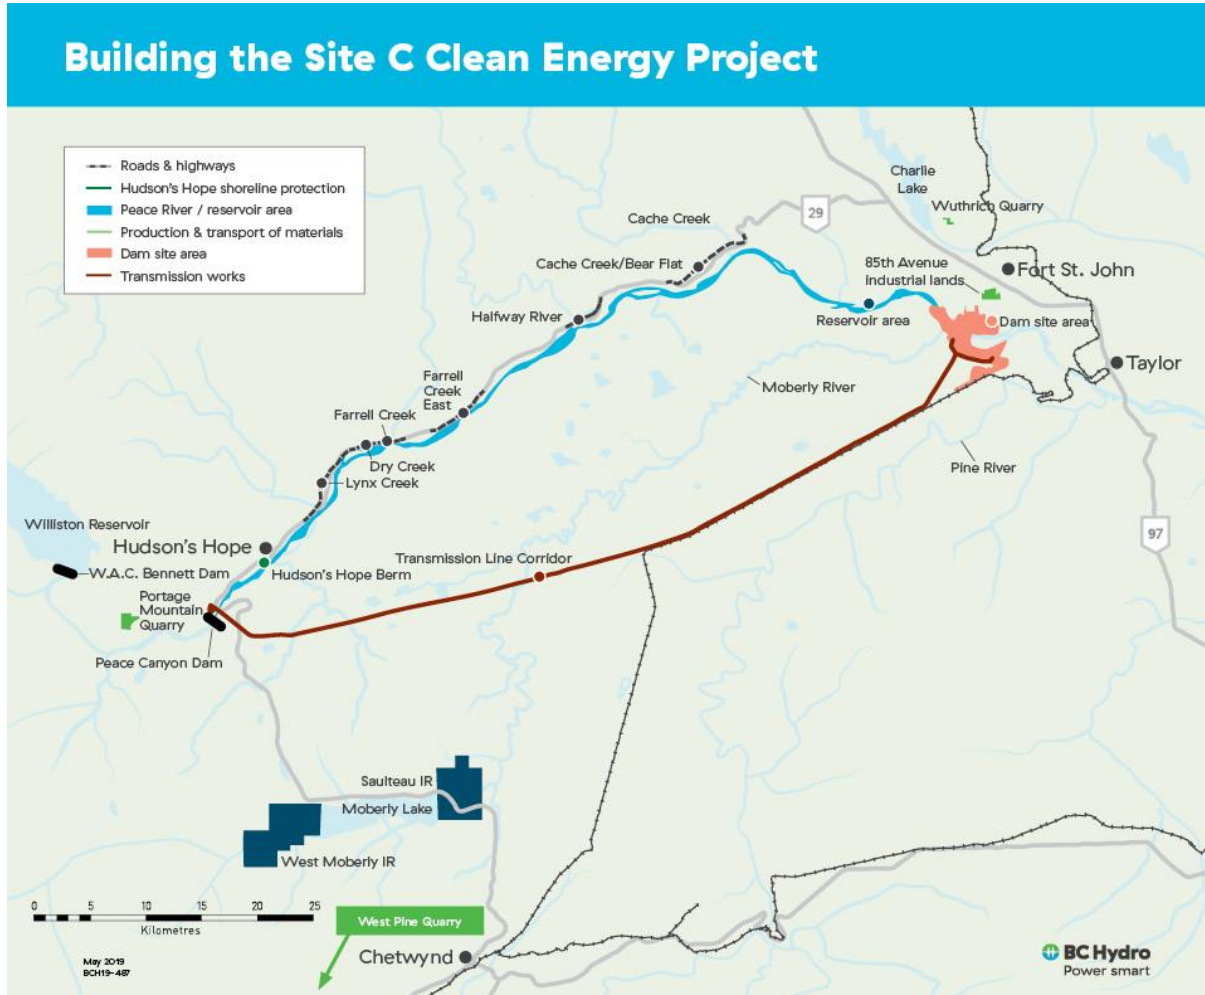 Building the Site C Clean Energy Project
Roads & highways
Hudson's Hope shoreline protection
Peace River / reservoir area
Production & transport of materials
Dam site area
Transmission works
Charlie
Lake
Wuthrich Quarry
29
Cache Creek
Cache Creek/Bear Flat
85th Avenue
industrial lands
Fort St. John
Halfway River
Reservoir area
Dam site area
Taylor
Moberly River
Farrell
Creek
East
Farrell Creek
Dry Creek
Lynx Creek
Pine River
Williston Reservoir
Hudson's Hope
97
W.A.C. Bennett Dam
Hudson's Hope Berm
Transmission Line Corridor
Portage
Mountain
Quarry
Peace Canyon Dam
Saulteau IR
Moberly Lake
West Moberly IR
0 5 10 15 20 25
Kilometres
West Pine Quarry
Chetwynd
May 2019
BCH19-487
BC Hydro
Power smart